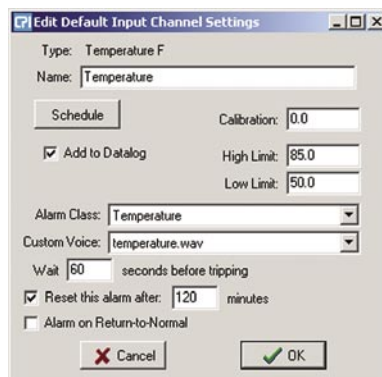 CPI Edit Default Input Channel Settings
Type: Temperature F
Name: Temperature
Schedule
Calibration: 0.0
Add to Datalog
High Limit: 85.0
Low Limit: 50.0
Alarm Class: Temperature
Custom Voice: temperature.wav
Wait 60 seconds before tripping
Reset this alarm after: 120 minutes
Alarm on Return-to-Normal
Cancel OK